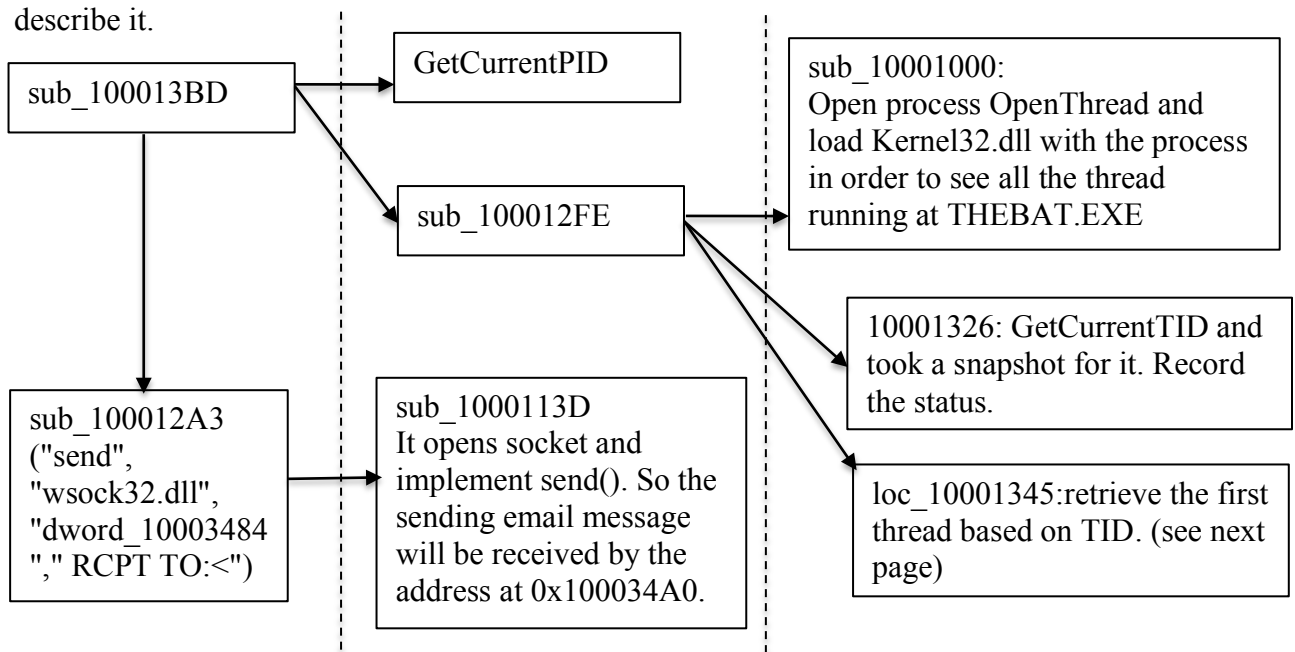 describe it.
sub_100013BD
GetCurrentPID
sub_10001000:
Open process OpenThread and
load Kernel32.dll with the process
in order to see all the thread
running at THEBAT.EXE
sub_100012FE
10001326: GetCurrentTID and
took a snapshot for it. Record
the status.
sub_100012A3
("send",
"wsock32.dll",
"dword_10003484
"," RCPT TO:<")
sub_1000113D
It opens socket and
implement send(). So the
sending email message
will be received by the
address at 0x100034A0.
loc_10001345:retrieve the first
thread based on TID. (see next
page)